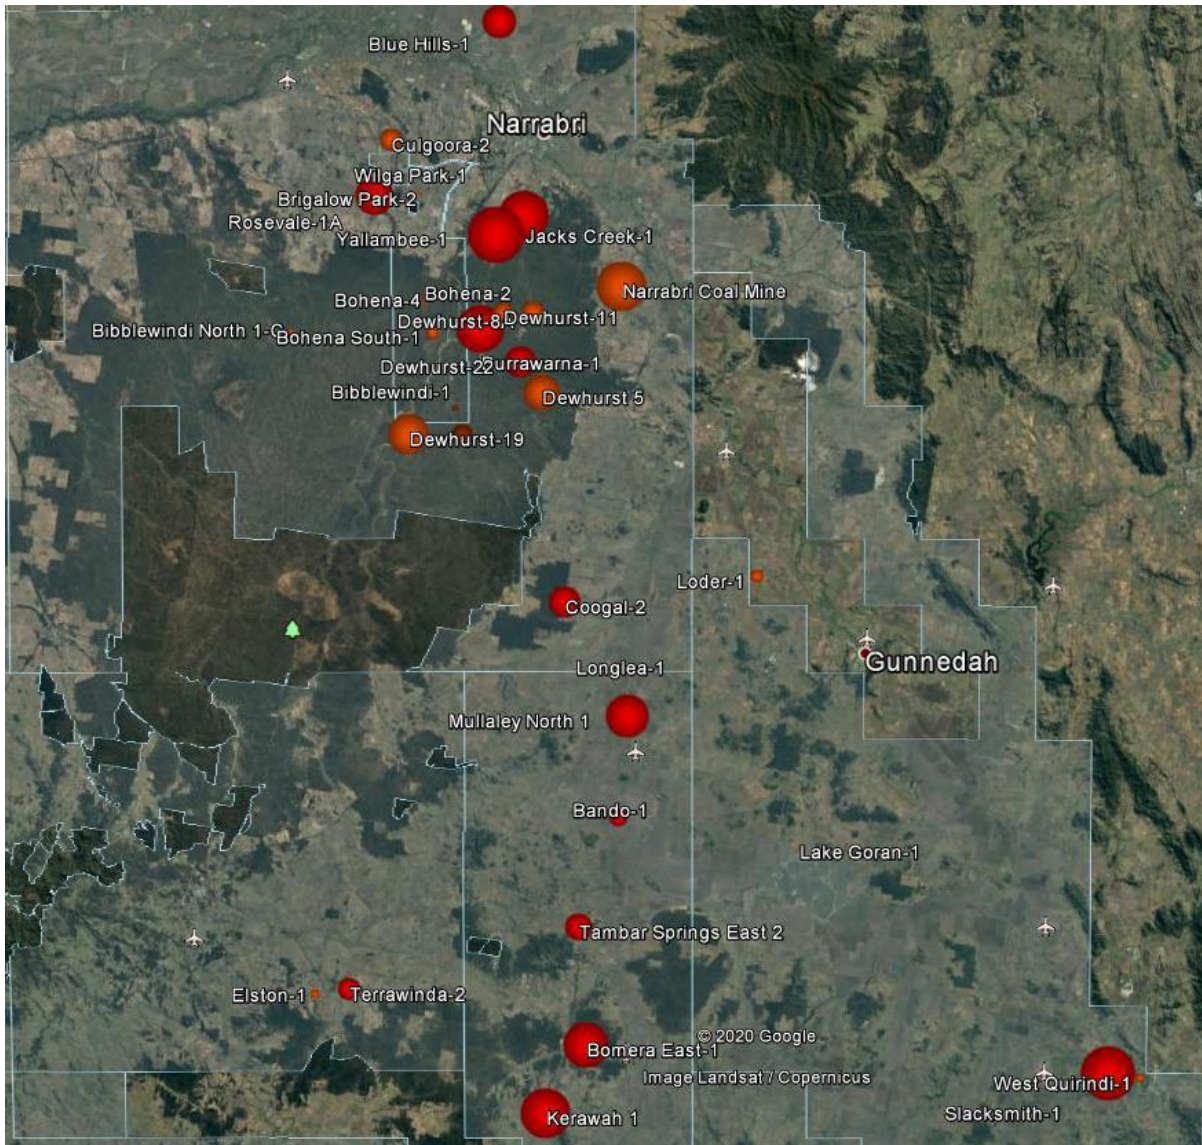 Blue Hills-1
Narrabri
Culgoora-2
Wilga Park-1
Brigalow Park-2
Rosevale-1A
Yallambee-1
Jacks Creek-1
Narrabri Coal Mine
Bohena-2
Bohena-4
Dewhurst-11
Dewhurst-8
Bibblewindi North 1-C
Bohena South-1
Dewhurst-22
urrawarna-1
Bibblewindi-1
Dewhurst 5
Dewhurst-19
Loder-1
Coogal-2
Gunnedah
Longlea-1
Mullaley North 1
Bando-1
Lake Goran-1
Tambar Springs East 2
Elston-1
Terrawinda-2
© 2020 Google
Bomera East-1
Image Landsat / Copernicus
West Quirindi-1
Slacksmith-1
Kerawah 1